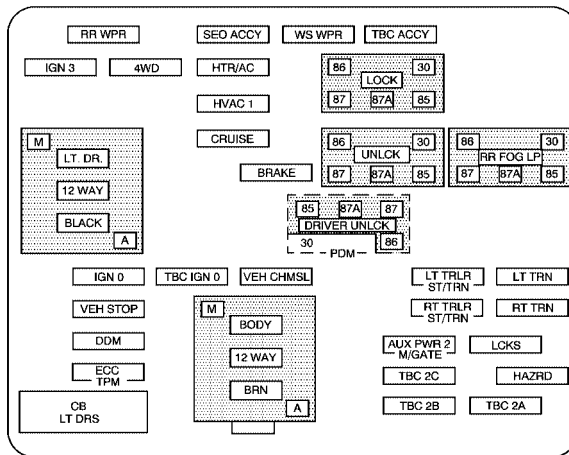 RR WPR
SEO ACCY
WS WPR
TBC ACCY
IGN 3
4WD
HTR/AC
86
30
LOCK
87
87A
85
HVAC 1
CRUISE
M
LT. DR.
12 WAY
BLACK
A
86
30
UNLCK
87
87A
85
86
30
RR FOG LP
87
87A
85
BRAKE
85
87A
87
DRIVER UNLCK
30
86
PDM
IGN 0
TBC IGN 0
VEH CHMSL
LT TRLR
ST/TRN
LT TRN
VEH STOP
M
BODY
12 WAY
BRN
A
RT TRLR
ST/TRN
RT TRN
DDM
AUX PWR 2
M/GATE
LCKS
ECC
TPM
TBC 2C
HAZRD
CB
LT DRS
TBC 2B
TBC 2A